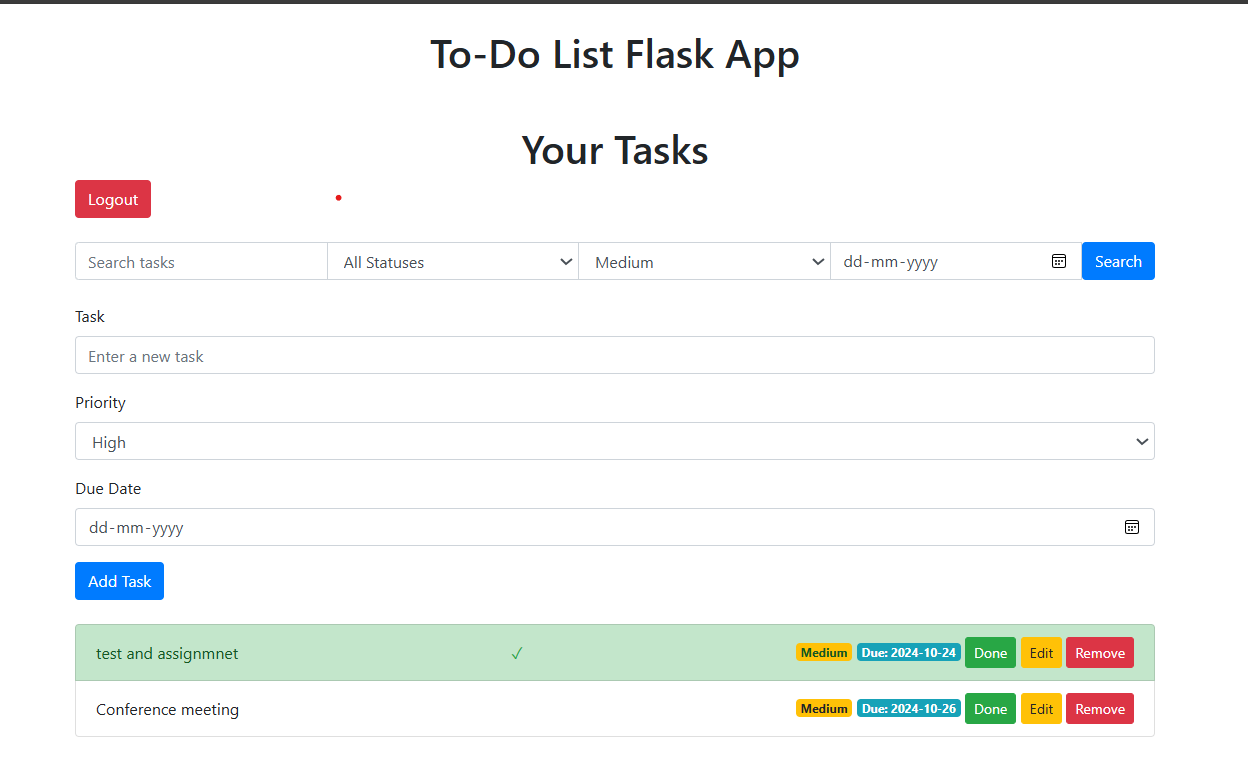 To-Do List Flask App
Your Tasks
Logout
Search tasks All Statuses Medium dd-mm-yyyy Search
Task
Enter a new task
Priority
High
Due Date
dd-mm-yyyy
Add Task
test and assignmnet ✓ Medium Due: 2024-10-24 Done Edit Remove
Conference meeting Medium Due: 2024-10-26 Done Edit Remove